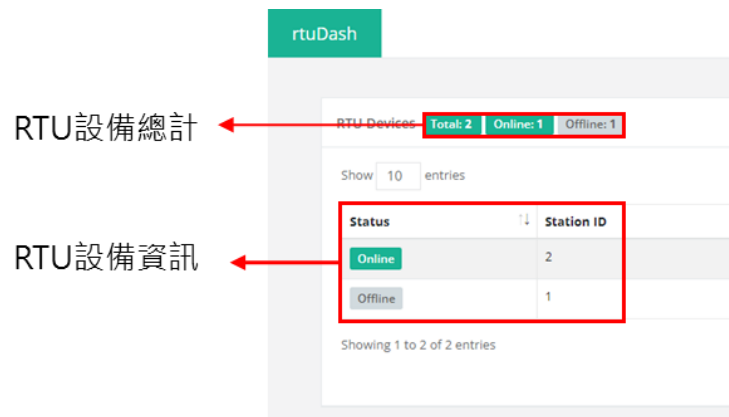 rtuDash
RTU設備總計
RTU Devices Total: 2 Online: 1 Offline: 1
Show 10 entries
Status Station ID
RTU設備資訊
Online 2
Offline 1
Showing 1 to 2 of 2 entries